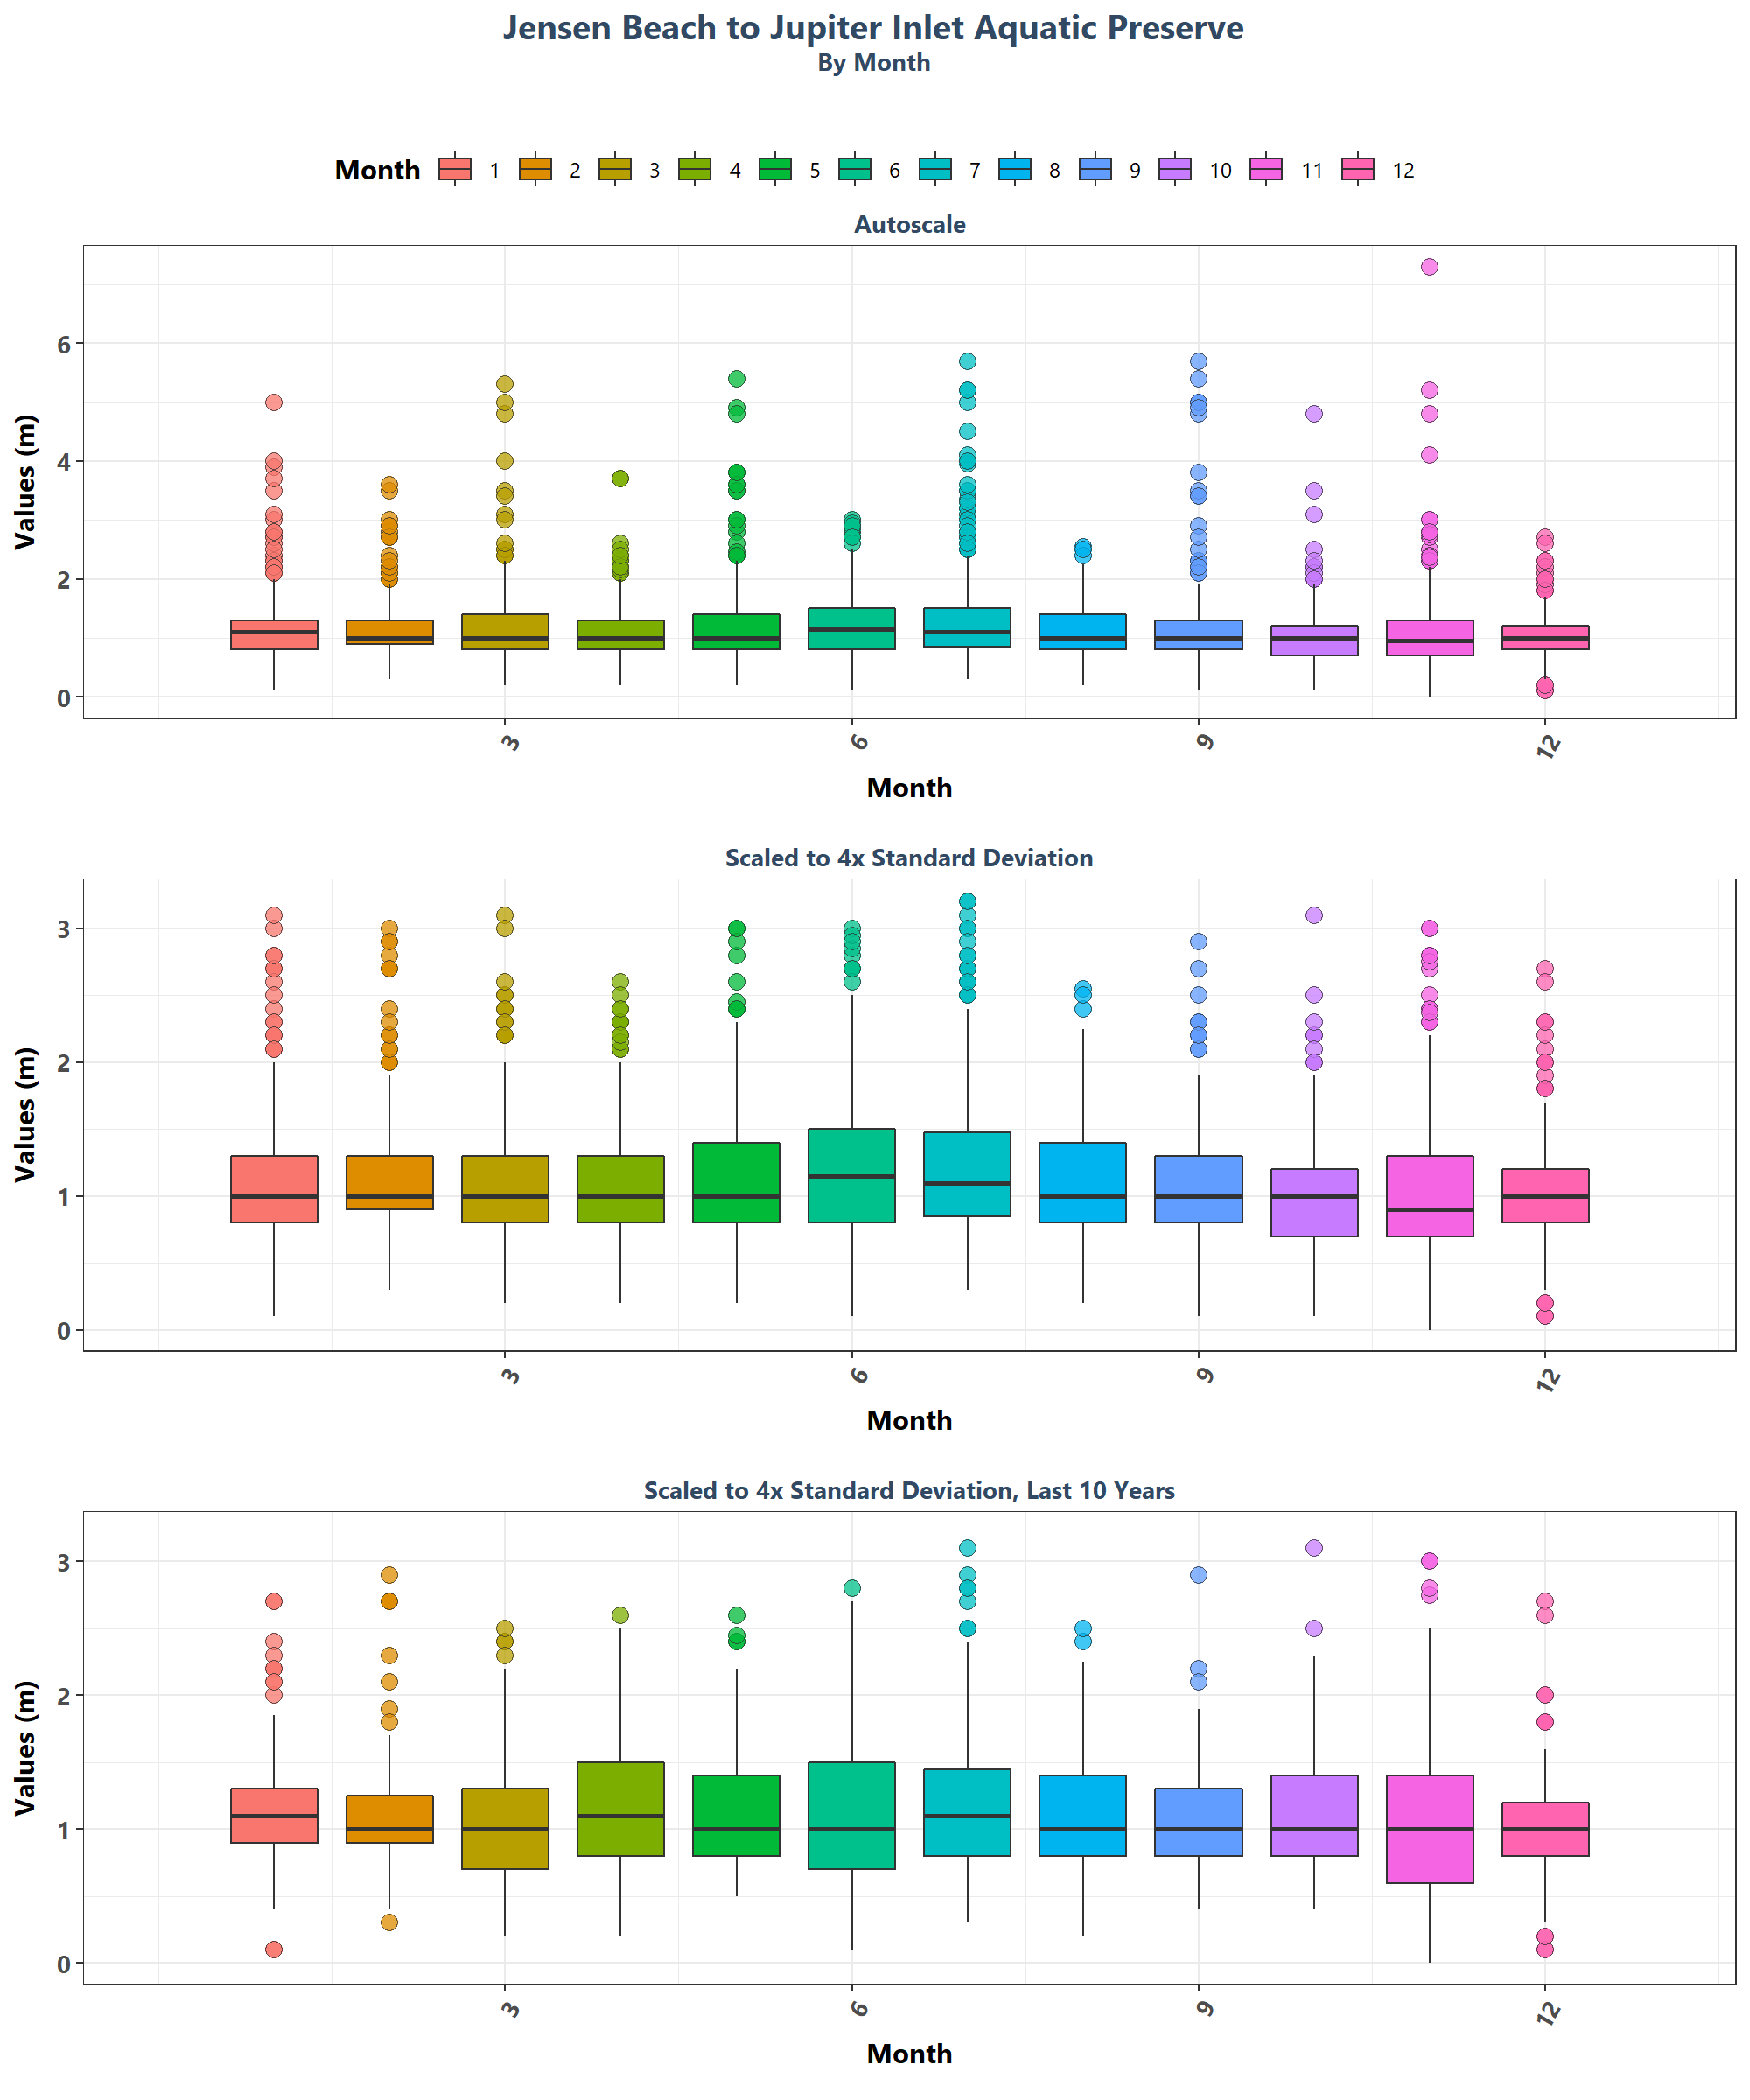 Jensen Beach to Jupiter Inlet Aquatic Preserve
By Month
Month 1 2 3 4 5 6 7 8 9 10 11 12
Autoscale
Values (m)
6
4
2
0
3 6 9 12
Month
Scaled to 4x Standard Deviation
Values (m)
3
2
1
0
3 6 9 12
Month
Scaled to 4x Standard Deviation, Last 10 Years
Values (m)
3
2
1
0
3 6 9 12
Month